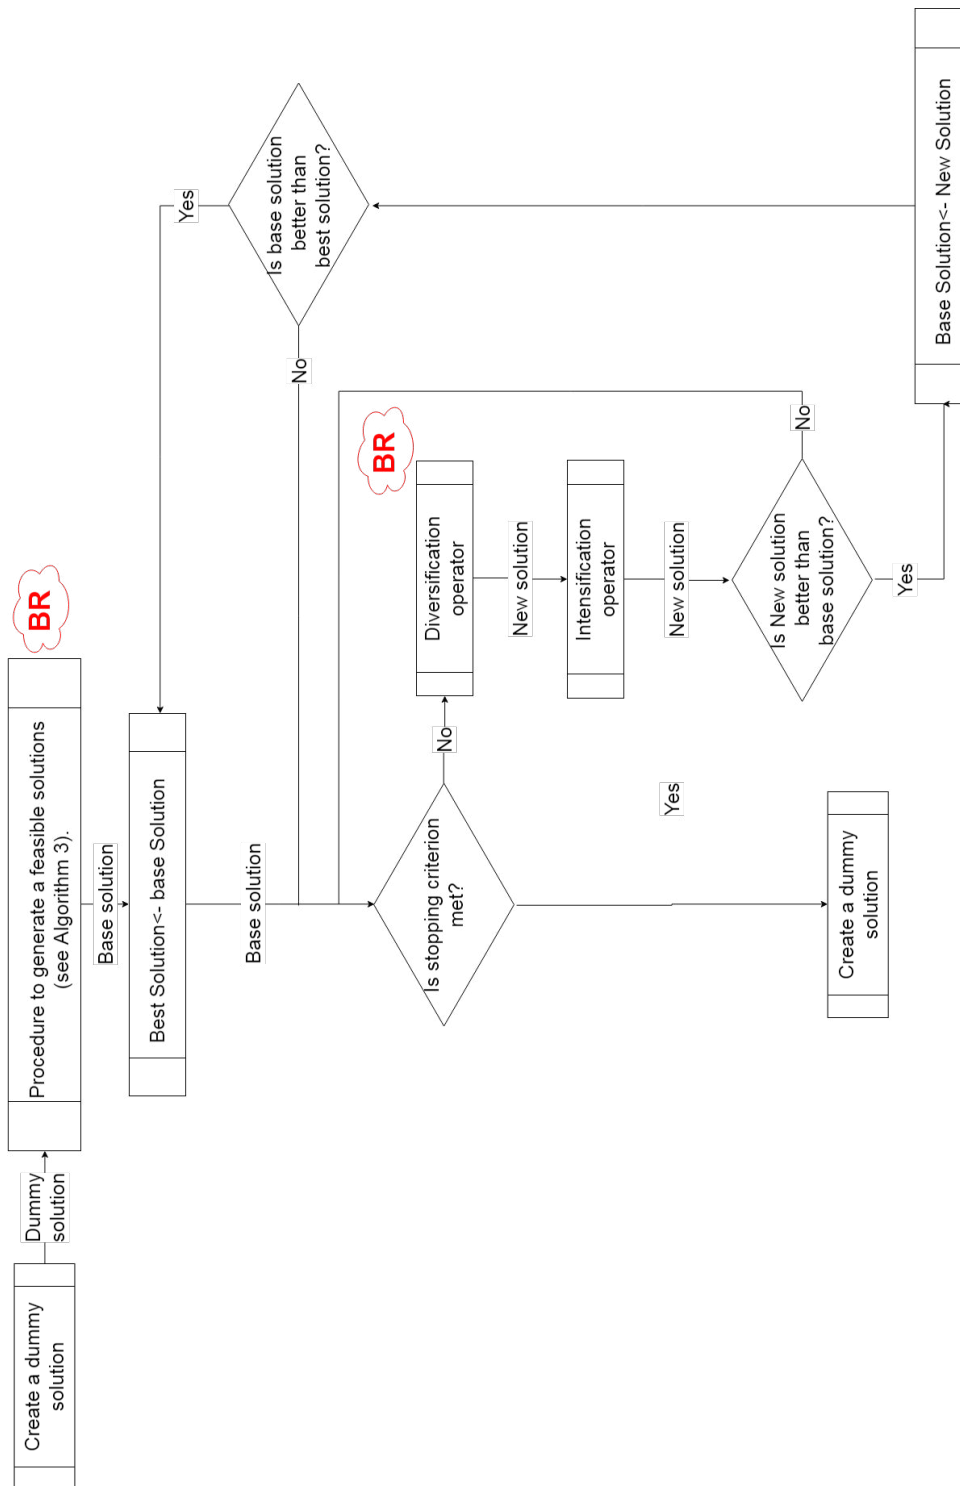 Create a dummy
solution
Dummy
solution
Procedure to generate a feasible solutions
(see Algorithm 3).
BR
Base solution
Best Solution<- base Solution
Base solution
Is stopping criterion
met?
No
Yes
Create a dummy
solution
Diversification
operator
BR
New solution
Intensification
operator
New solution
Is New solution
better than
base solution?
No
Yes
Base Solution<- New Solution
Is base solution
better than
best solution?
No
Yes